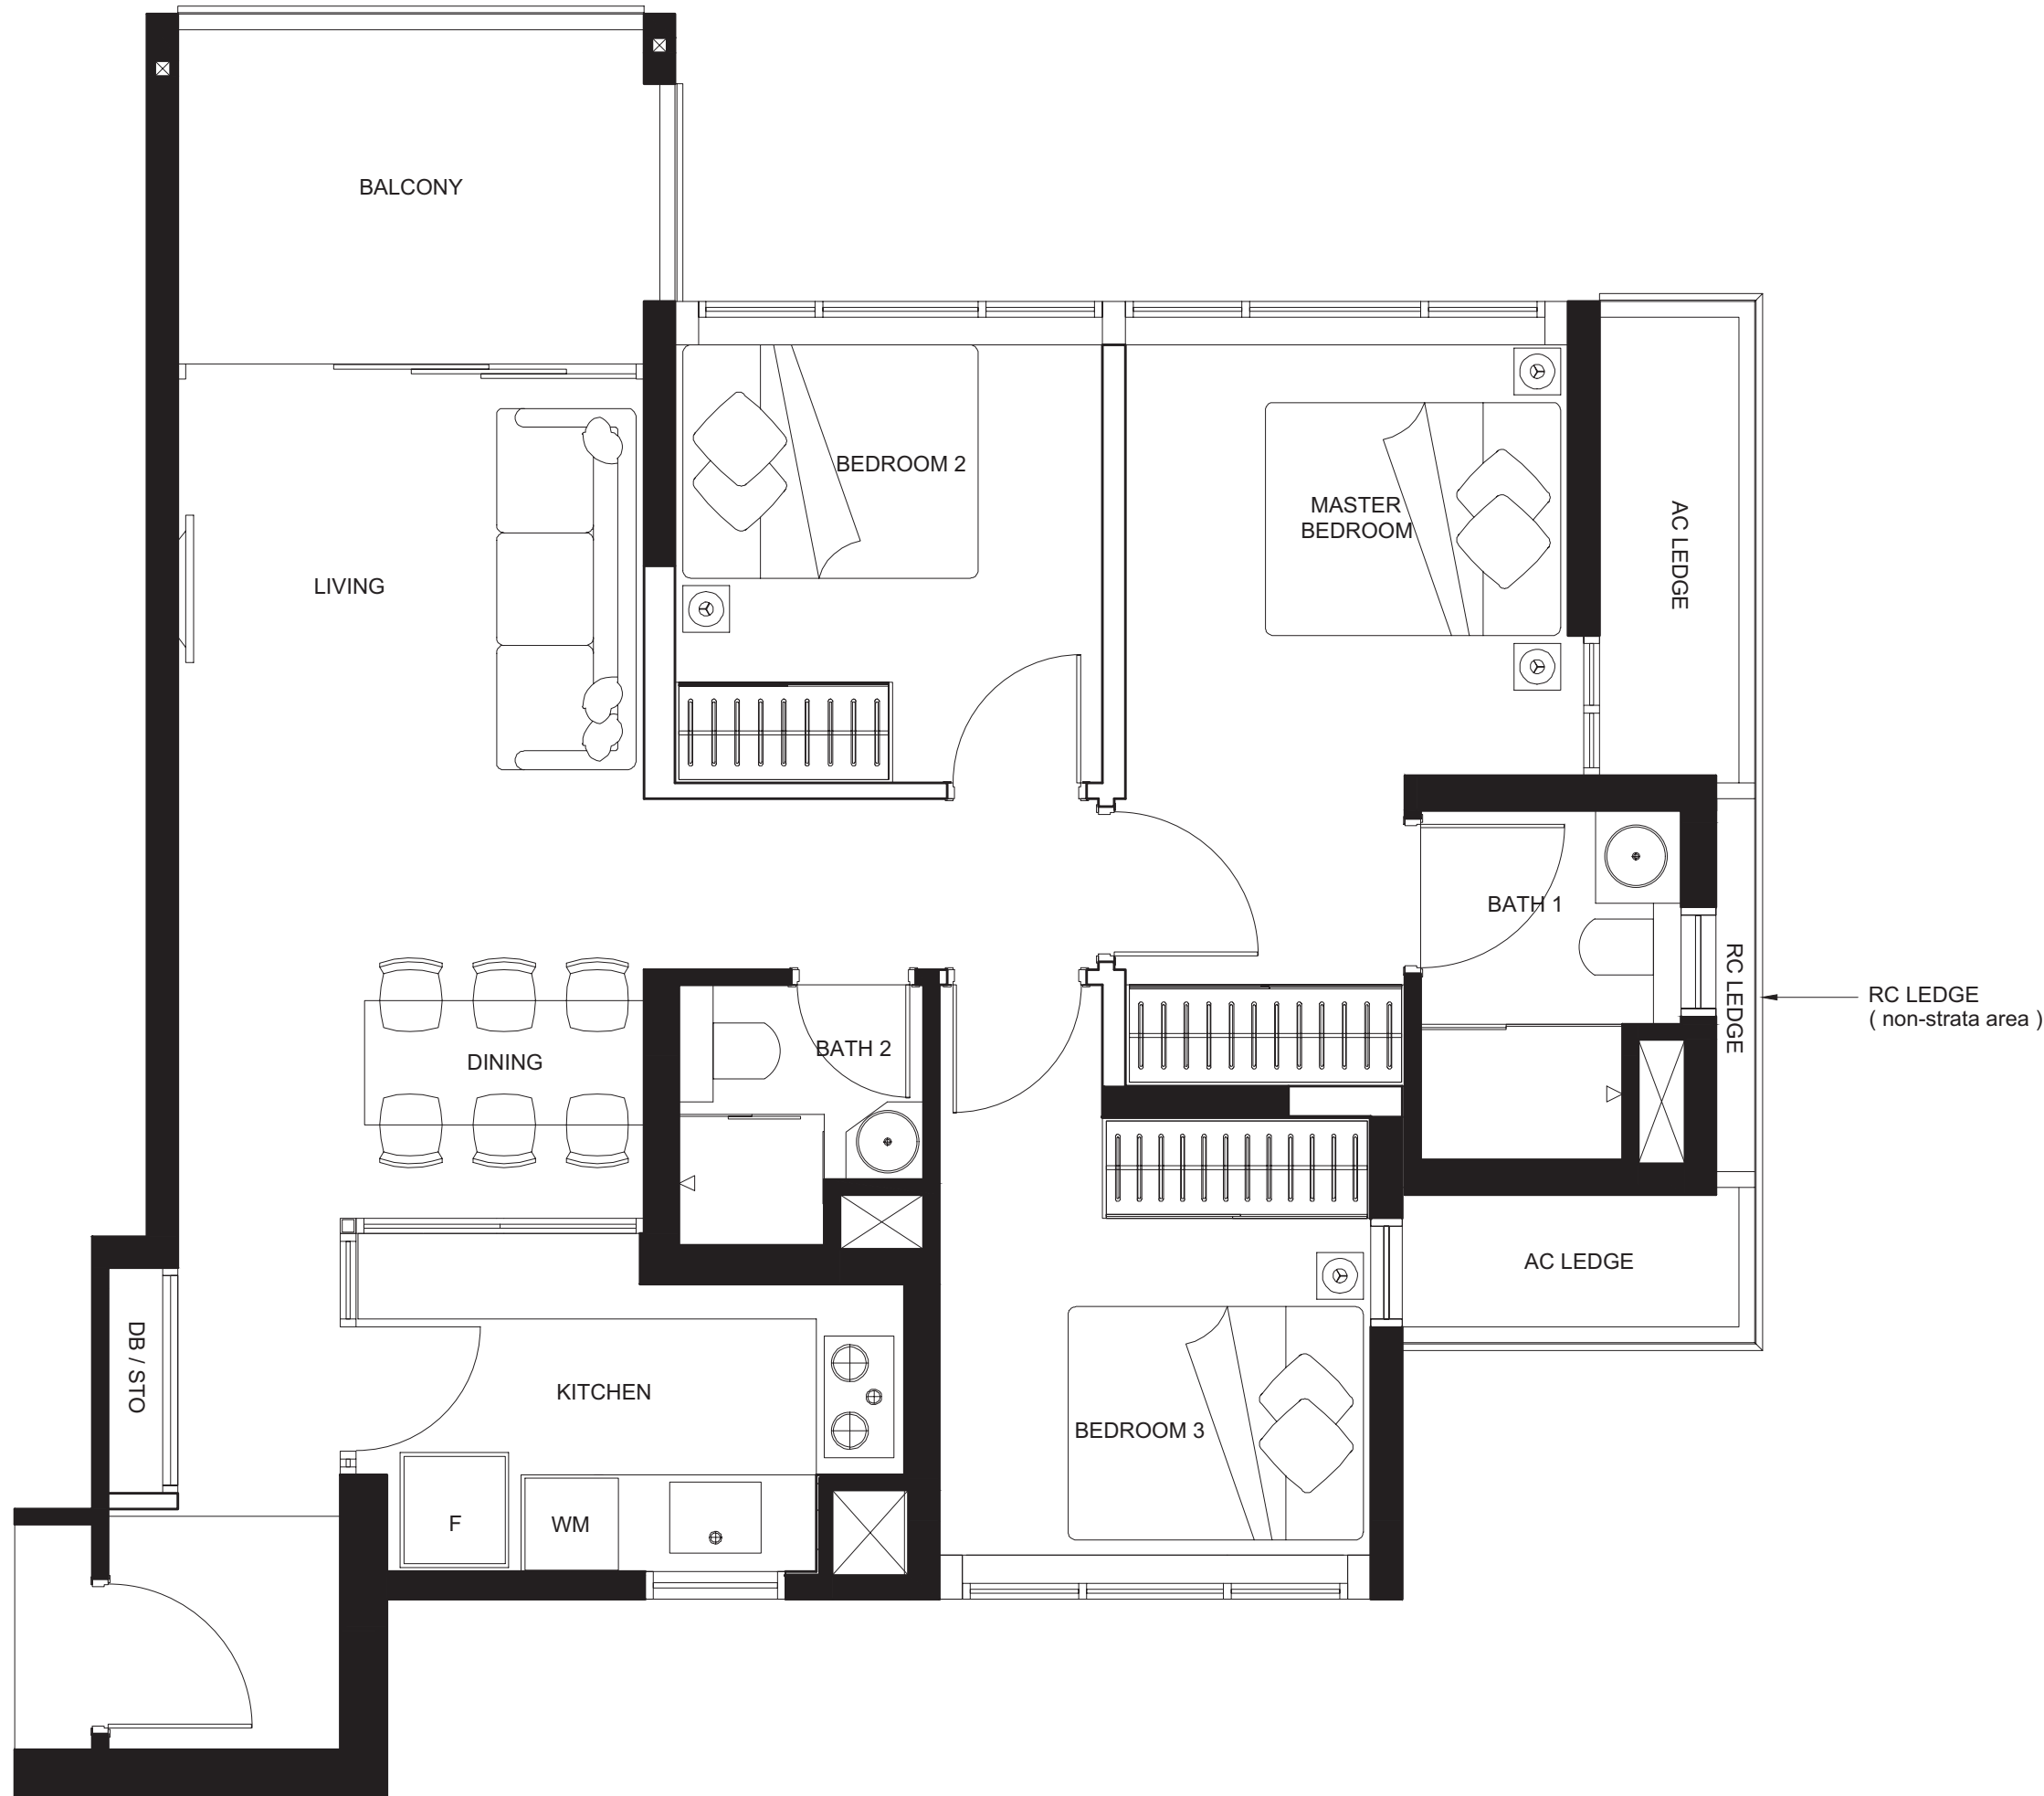 BALCONY
BEDROOM 2
MASTER
BEDROOM
AC LEDGE
LIVING
BATH 1
RC LEDGE
RC LEDGE
( non-strata area )
DINING
BATH 2
AC LEDGE
DB / STO
KITCHEN
BEDROOM 3
F
WM